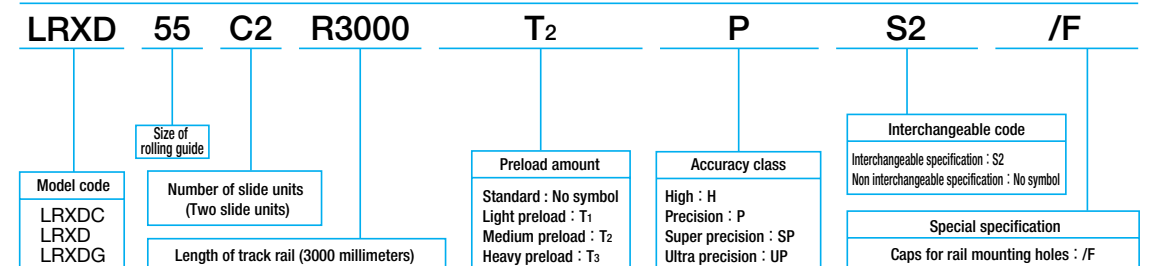 LRXD 55 C2 R3000 T2 P S2 /F
Size of
rolling guide
Interchangeable code
Interchangeable specification : S2
Non interchangeable specification : No symbol
Model code
LRXDC
LRXD
LRXDG
Number of slide units
(Two slide units)
Length of track rail (3000 millimeters)
Preload amount
Standard : No symbol
Light preload : T1
Medium preload : T2
Heavy preload : T3
Accuracy class
High : H
Precision : P
Super precision : SP
Ultra precision : UP
Special specification
Caps for rail mounting holes : /F